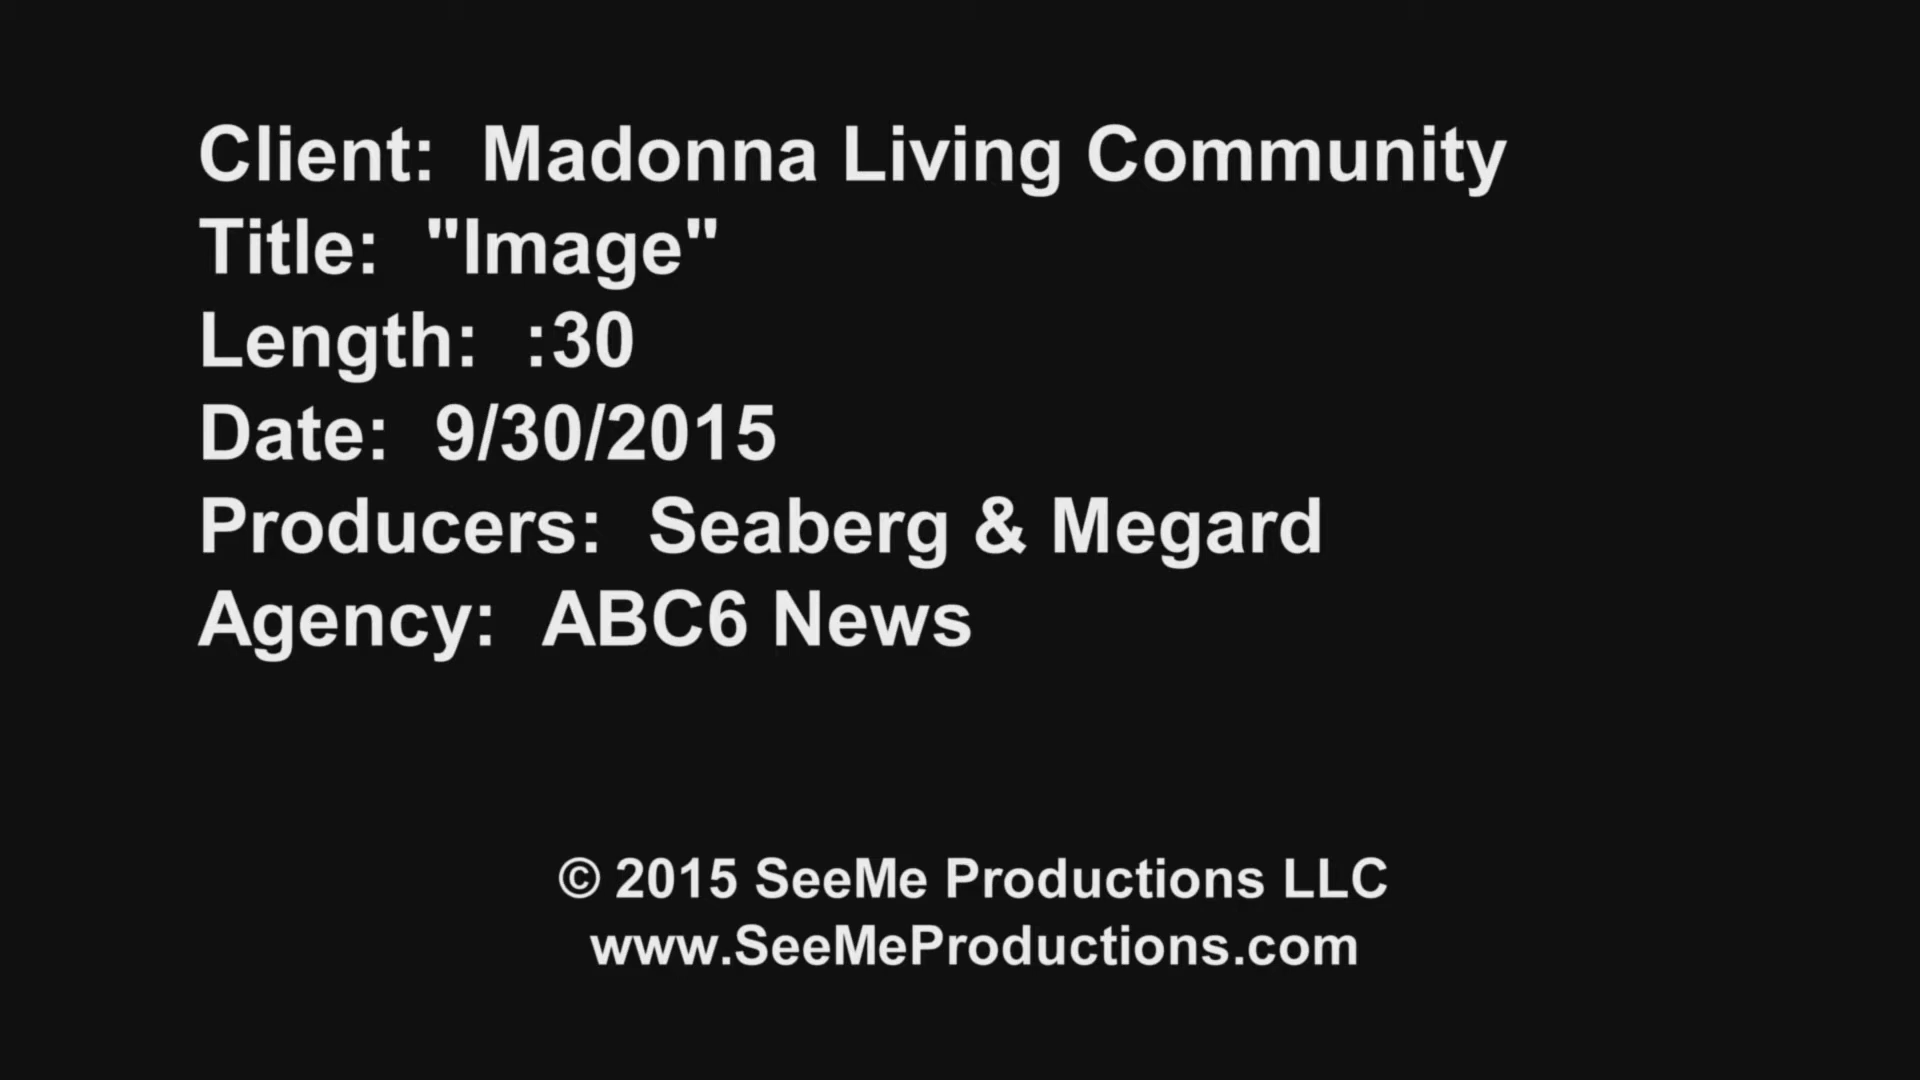 Client:  Madonna Living Community
Title:  "Image"
Length:  :30
Date:  9/30/2015
Producers:  Seaberg & Megard
Agency:  ABC6 News
© 2015 SeeMe Productions LLC
www.SeeMeProductions.com